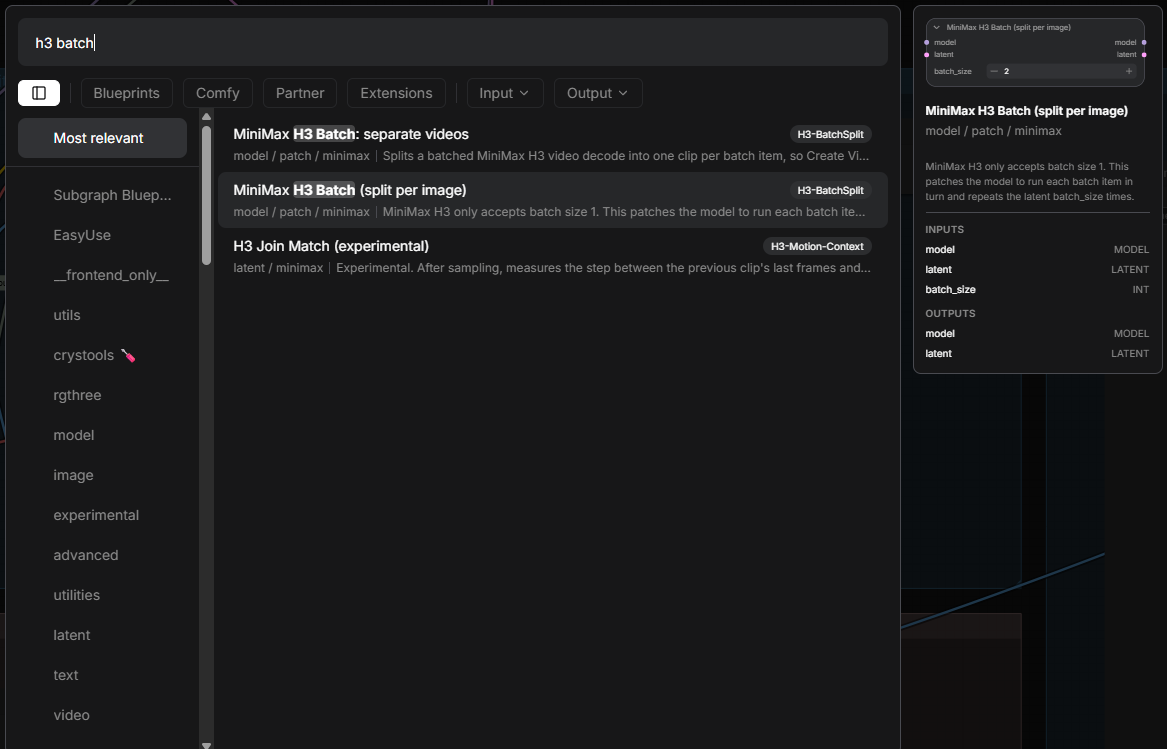 h3 batch
Blueprints
Comfy
Partner
Extensions
Input
Output
Most relevant
Subgraph Bluep...
EasyUse
__frontend_only__
utils
crystools
rgthree
model
image
experimental
advanced
utilities
latent
text
video
MiniMax H3 Batch: separate videos
H3-BatchSplit
model / patch / minimax | Splits a batched MiniMax H3 video decode into one clip per batch item, so Create Vi...
MiniMax H3 Batch (split per image)
H3-BatchSplit
model / patch / minimax | MiniMax H3 only accepts batch size 1. This patches the model to run each batch ite...
H3 Join Match (experimental)
H3-Motion-Context
latent / minimax | Experimental. After sampling, measures the step between the previous clip's last frames and...
MiniMax H3 Batch (split per image)
model model
latent latent
batch_size 2
MiniMax H3 Batch (split per image)
model / patch / minimax
MiniMax H3 only accepts batch size 1. This
patches the model to run each batch item in
turn and repeats the latent batch_size times.
INPUTS
model MODEL
latent LATENT
batch_size INT
OUTPUTS
model MODEL
latent LATENT